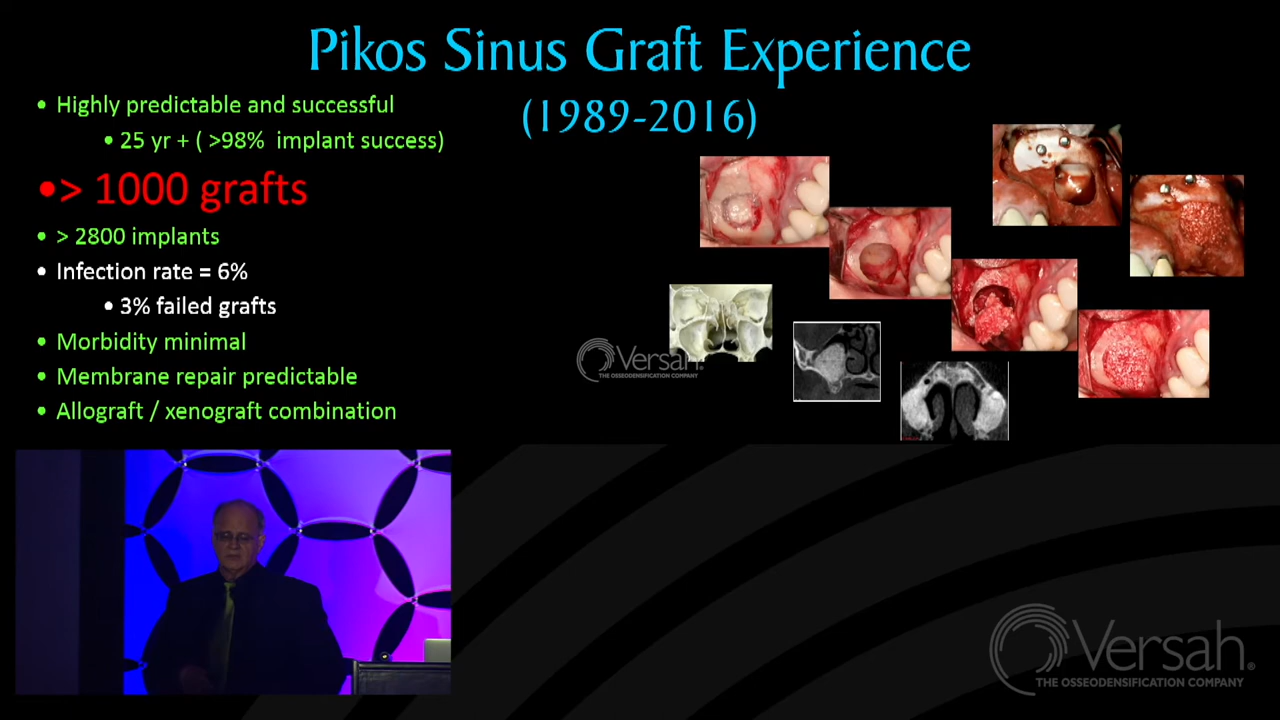 Pikos Sinus Graft Experience
(1989-2016)
• Highly predictable and successful
• 25 yr + ( >98% implant success)
•> 1000 grafts
• > 2800 implants
• Infection rate = 6%
• 3% failed grafts
• Morbidity minimal
• Membrane repair predictable
• Allograft / xenograft combination
Versah®
THE OSSEODENSIFICATION COMPANY
Versah®
THE OSSEODENSIFICATION COMPANY